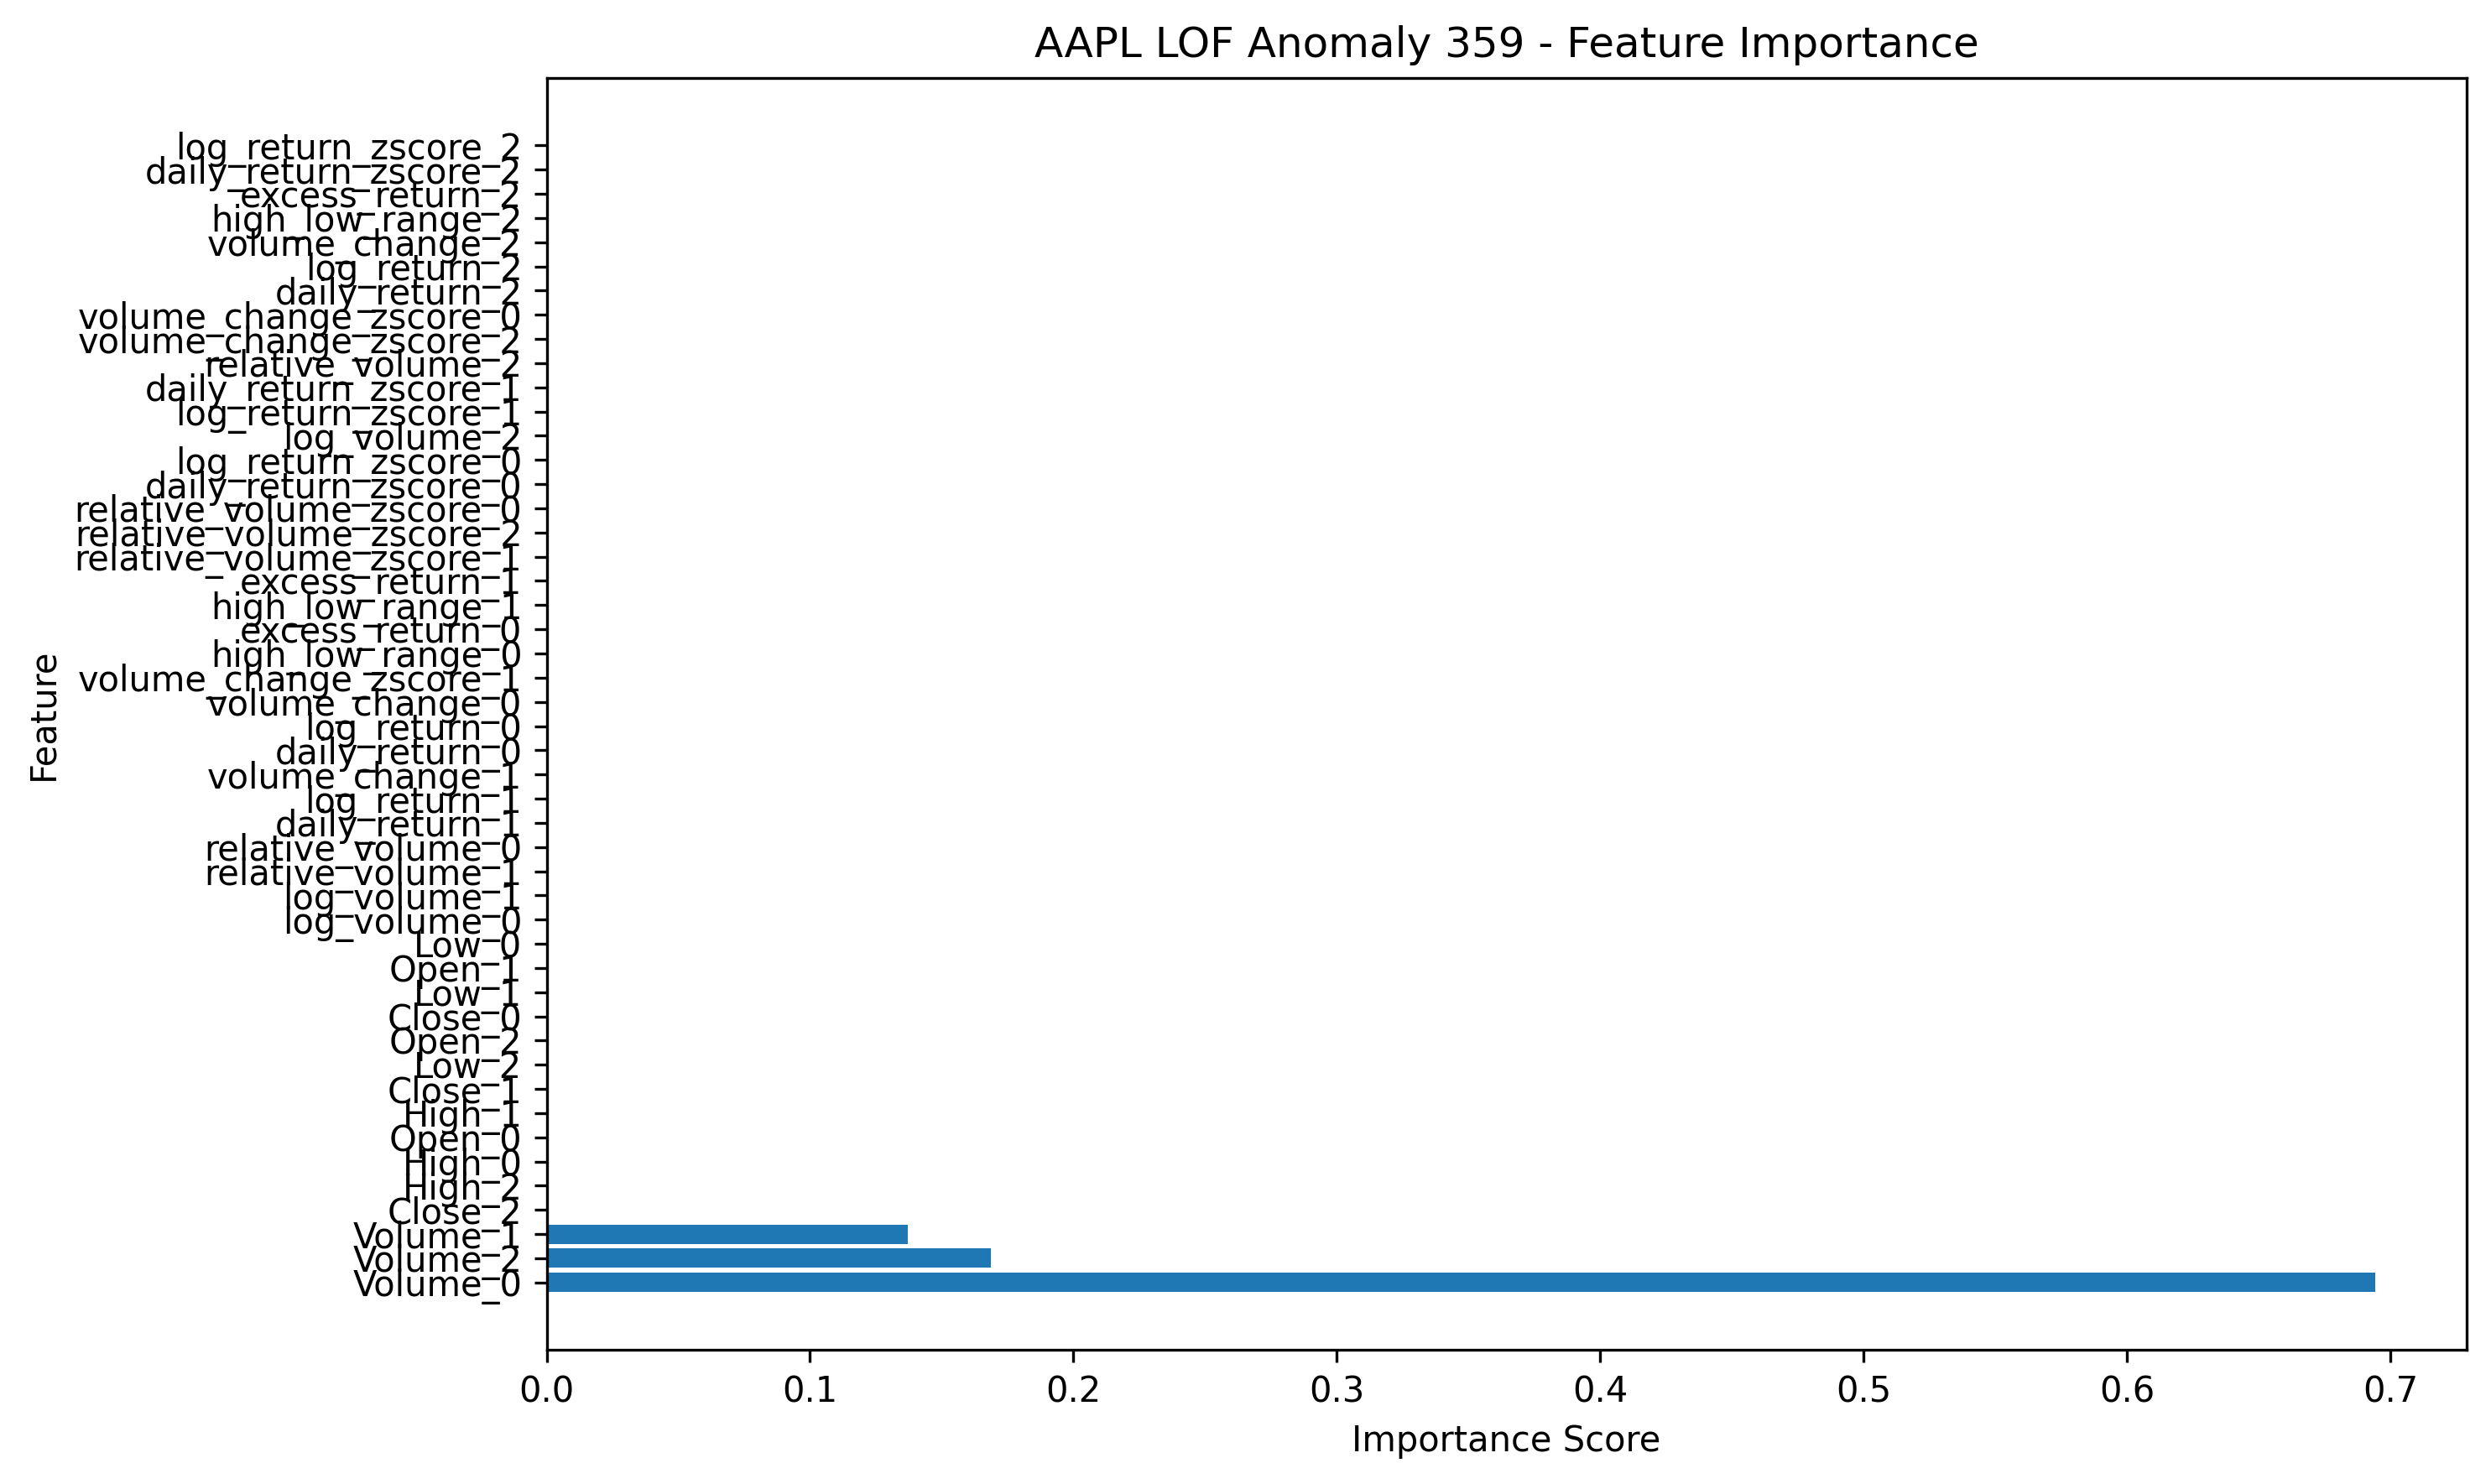 AAPL LOF Anomaly 359 - Feature Importance
log_return_zscore_2
daily_return_zscore_2
excess_return_2
high_low_range_2
volume_change_2
log_return_2
daily_return_2
volume_change_zscore_0
volume_change_zscore_2
relative_volume_2
daily_return_zscore_1
log_return_zscore_1
log_volume_2
log_return_zscore_0
daily_return_zscore_0
relative_volume_zscore_0
relative_volume_zscore_2
relative_volume_zscore_1
excess_return_1
high_low_range_1
excess_return_0
high_low_range_0
volume_change_zscore_1
volume_change_0
log_return_0
daily_return_0
volume_change_1
log_return_1
daily_return_1
relative_volume_0
relative_volume_1
log_volume_1
log_volume_0
Low_0
Open_1
Low_1
Close_0
Open_2
Low_2
Close_1
High_1
Open_0
High_0
High_2
Close_2
Volume_1
Volume_2
Volume_0
Feature
0.0 0.1 0.2 0.3 0.4 0.5 0.6 0.7
Importance Score